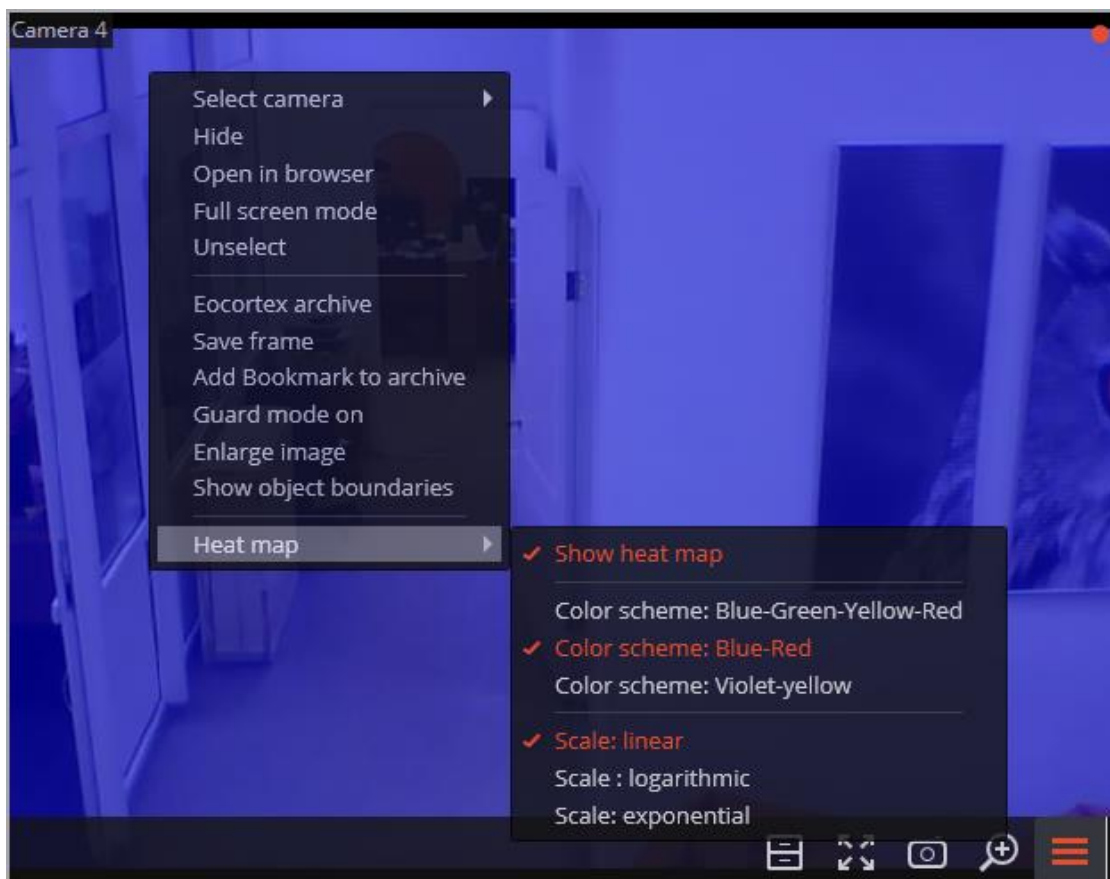 Camera 4
Select camera
Hide
Open in browser
Full screen mode
Unselect
Eocortex archive
Save frame
Add Bookmark to archive
Guard mode on
Enlarge image
Show object boundaries
Heat map
Show heat map
Color scheme: Blue-Green-Yellow-Red
Color scheme: Blue-Red
Color scheme: Violet-yellow
Scale: linear
Scale : logarithmic
Scale: exponential